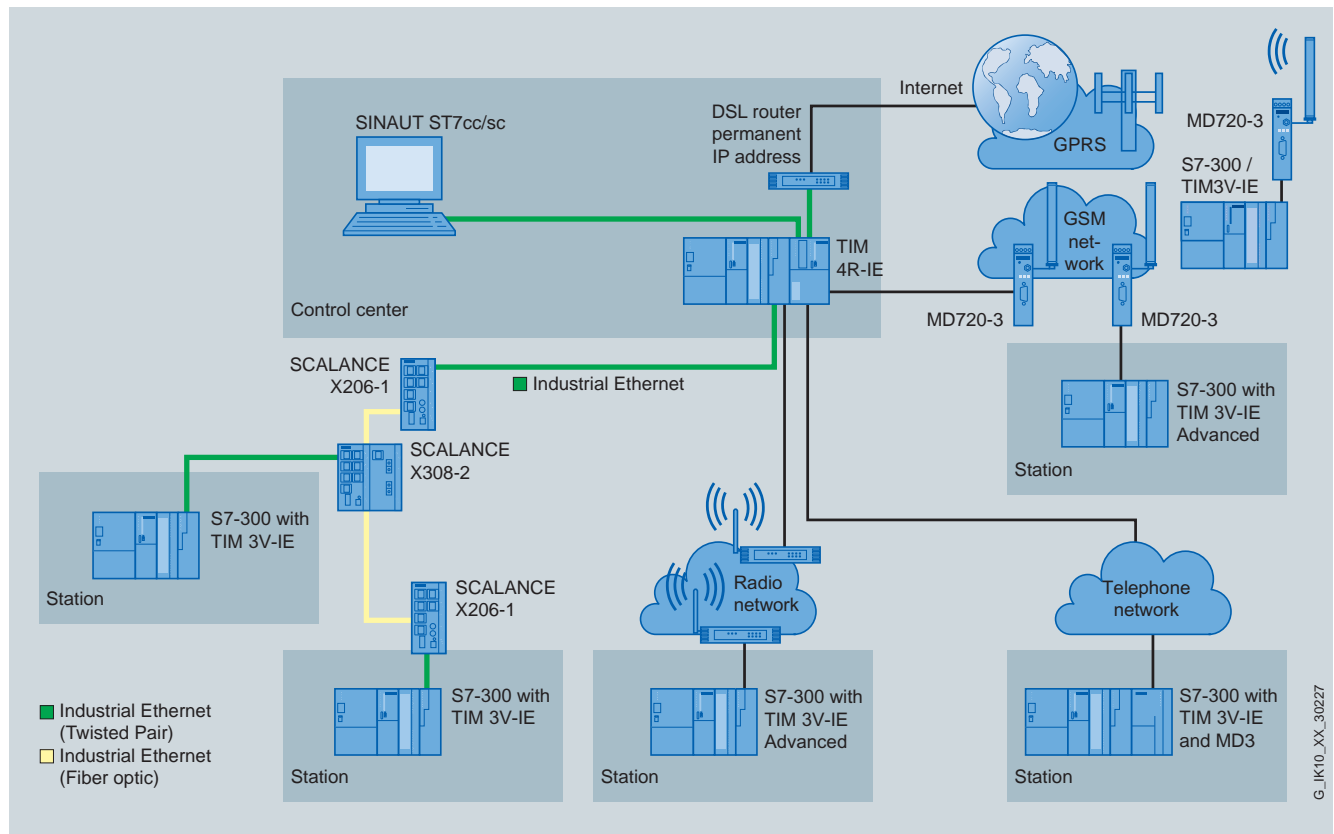 Internet
DSL router
permanent
IP address
SINAUT ST7cc/sc
GPRS
MD720-3
S7-300 /
TIM3V-IE
GSM
net-
work
TIM
4R-IE
Control center
MD720-3
MD720-3
SCALANCE
X206-1
Industrial Ethernet
S7-300 with
TIM 3V-IE
Advanced
Station
SCALANCE
X308-2
S7-300 with
TIM 3V-IE
Station
SCALANCE
X206-1
Radio
network
Telephone
network
S7-300 with
TIM 3V-IE
Station
S7-300 with
TIM 3V-IE
Advanced
Station
S7-300 with
TIM 3V-IE
and MD3
Station
Industrial Ethernet
(Twisted Pair)
Industrial Ethernet
(Fiber optic)
G_IK10_XX_30227